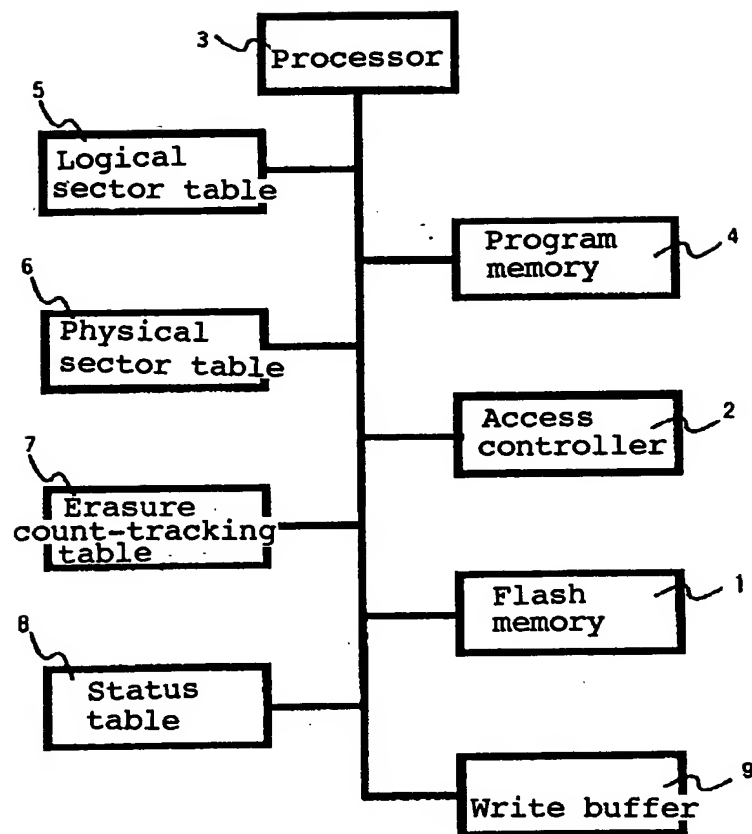 3
Processor
5
Logical
sector table
Program
memory
4
6
Physical
sector table
Access
controller
2
7
Erasure
count-tracking
table
Flash
memory
1
8
Status
table
9
Write buffer